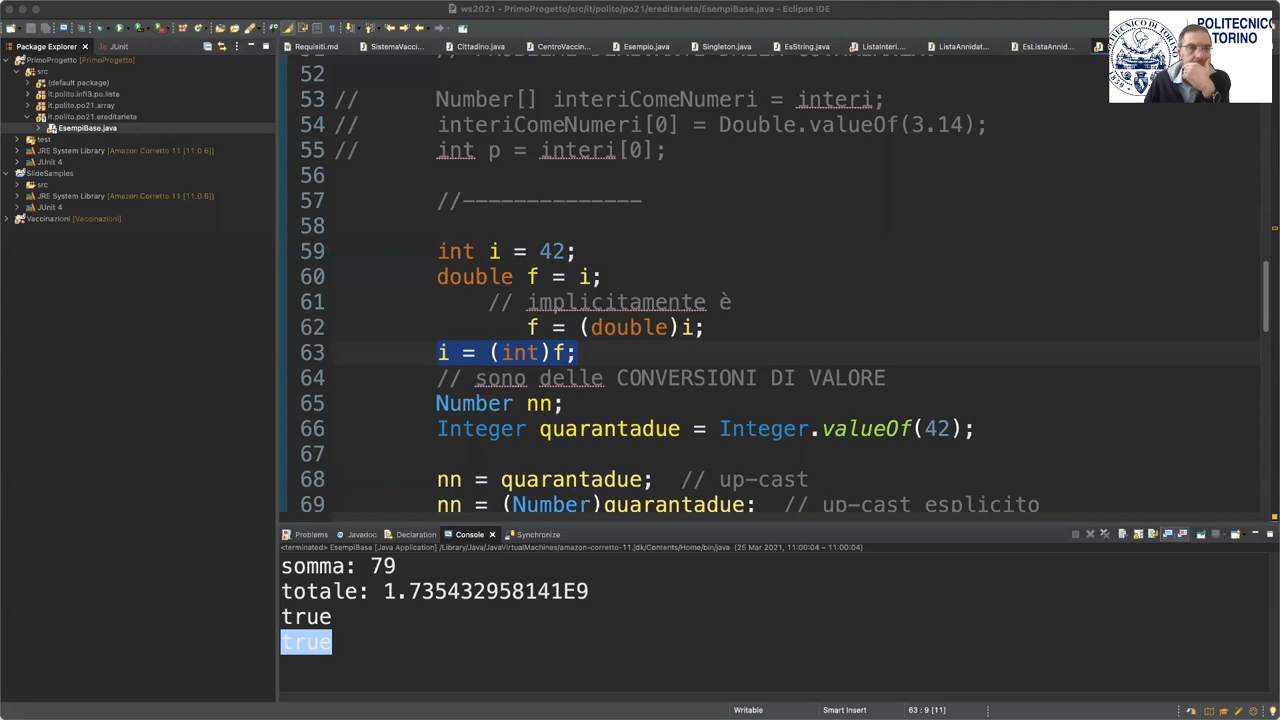 ws2021 - PrimoProgetto/src/it/polito/po21/ereditarieta/EsempiBase.java - Eclipse IDE
Package Explorer JUnit
Requisiti.md SistemaVacci... Cittadino.java CentroVaccin... Esempio.java Singleton.java EsString.java ListaInteri.... ListaAnnidat... EsListaAnnid...
POLITECNICO
TORINO
PrimoProgetto [PrimoProgetto]
src
(default package)
it.polito.infl3.po.liste
it.polito.po21.array
it.polito.po21.ereditarieta
EsempiBase.java
test
JRE System Library [Amazon Corretto 11 [11.0.6]]
JUnit 4
SlideSamples
src
JRE System Library [Amazon Corretto 11 [11.0.6]]
JUnit 4
Vaccinazioni [Vaccinazioni]
52
53 // Number[] interiComeNumeri = interi;
54 // interiComeNumeri[0] = Double.valueOf(3.14);
55 // int p = interi[0];
56
57 //--------------
58
59 int i = 42;
60 double f = i;
61 // implicitamente è
62 f = (double)i;
63 i = (int)f;
64 // sono delle CONVERSIONI DI VALORE
65 Number nn;
66 Integer quarantadue = Integer.valueOf(42);
67
68 nn = quarantadue; // up-cast
69 nn = (Number)quarantadue; // up-cast esplicito
Problems Javadoc Declaration Console Synchronize
<terminated> EsempiBase [Java Application] /Library/Java/JavaVirtualMachines/amazon-corretto-11.jdk/Contents/Home/bin/java (25 Mar 2021, 11:00:04 – 11:00:04)
somma: 79
totale: 1.735432958141E9
true
true
Writable Smart Insert 63 : 9 [11]